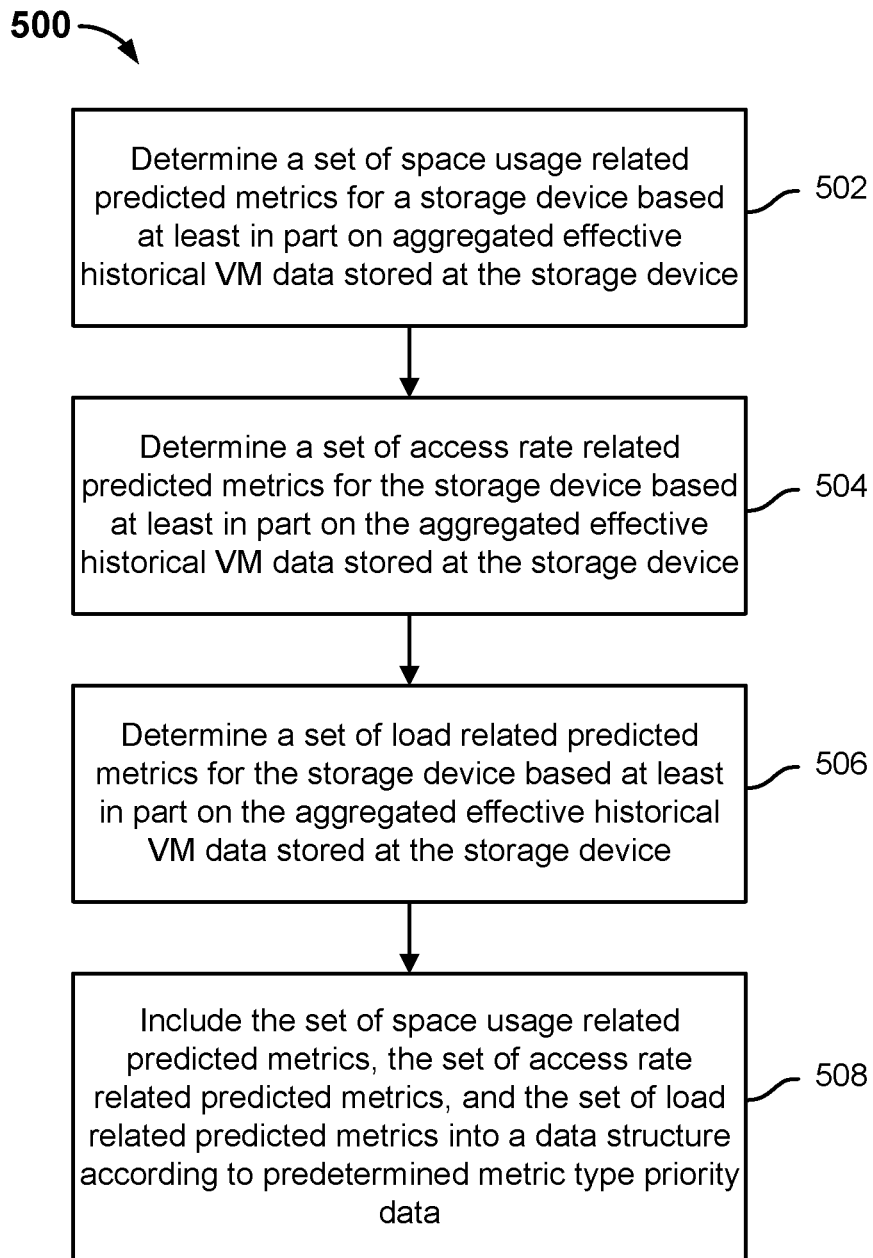 500
Determine a set of space usage related
predicted metrics for a storage device based
at least in part on aggregated effective
historical VM data stored at the storage device
502
Determine a set of access rate related
predicted metrics for the storage device based
at least in part on the aggregated effective
historical VM data stored at the storage device
504
Determine a set of load related predicted
metrics for the storage device based at least
in part on the aggregated effective historical
VM data stored at the storage device
506
Include the set of space usage related
predicted metrics, the set of access rate
related predicted metrics, and the set of load
related predicted metrics into a data structure
according to predetermined metric type priority
data
508